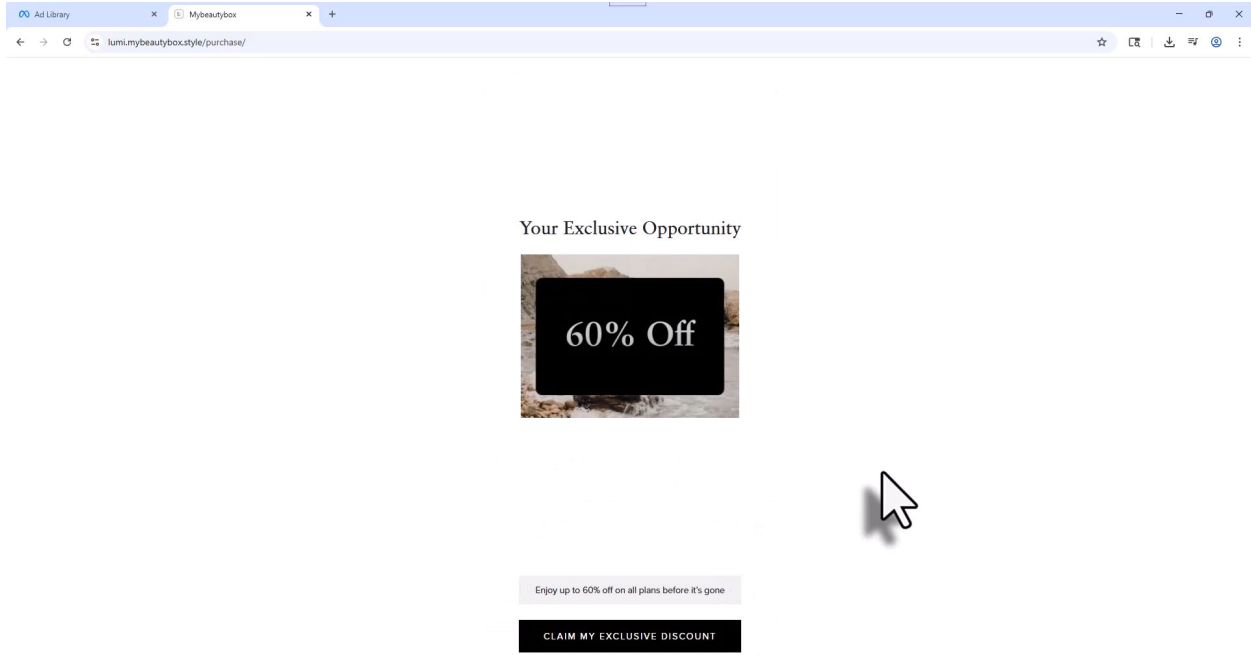 Ad Library
Mybeautybox
lumi.mybeautybox.style/purchase/
Your Exclusive Opportunity
60% Off
Enjoy up to 60% off on all plans before it's gone
CLAIM MY EXCLUSIVE DISCOUNT